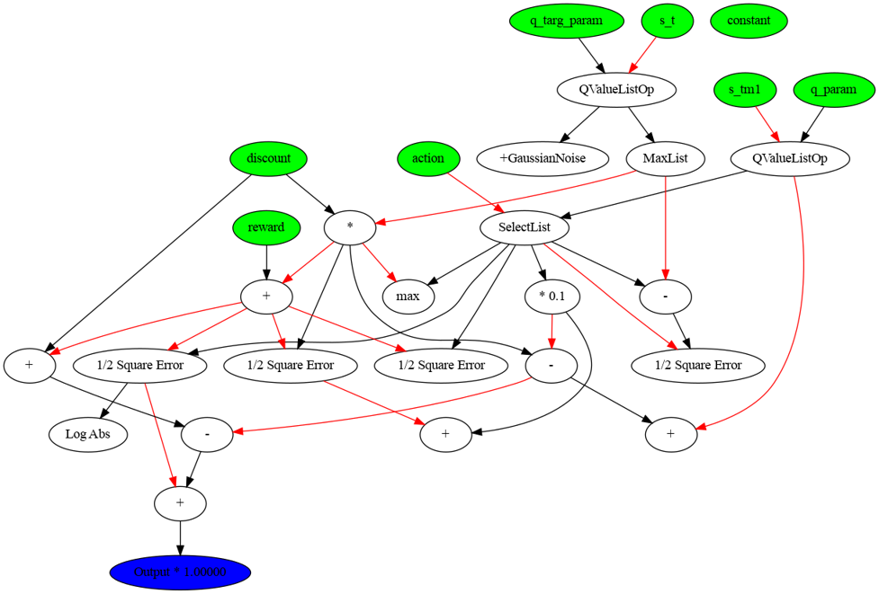 q_targ_param
s_t
constant
QValueListOp
s_tm1
q_param
discount
action
+GaussianNoise
MaxList
QValueListOp
reward
*
SelectList
+
max
* 0.1
-
+
1/2 Square Error
1/2 Square Error
1/2 Square Error
-
1/2 Square Error
Log Abs
-
+
+
+
Output * 1.00000